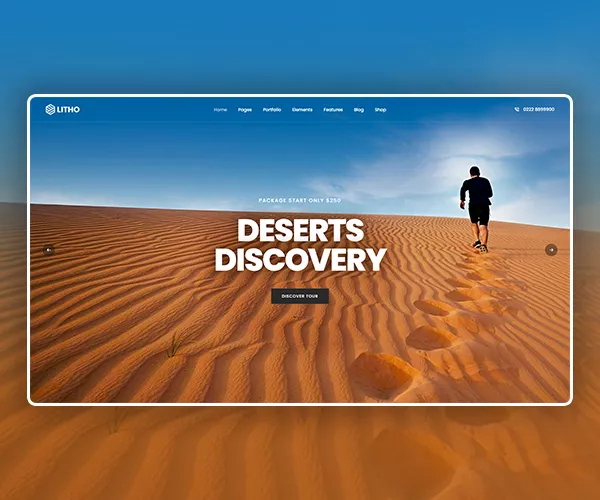 LITHO
Home Pages Portfolio Elements Features Blog Shop
0222 8899900
PACKAGE START ONLY $250
DESERTS
DISCOVERY
DISCOVER TOUR